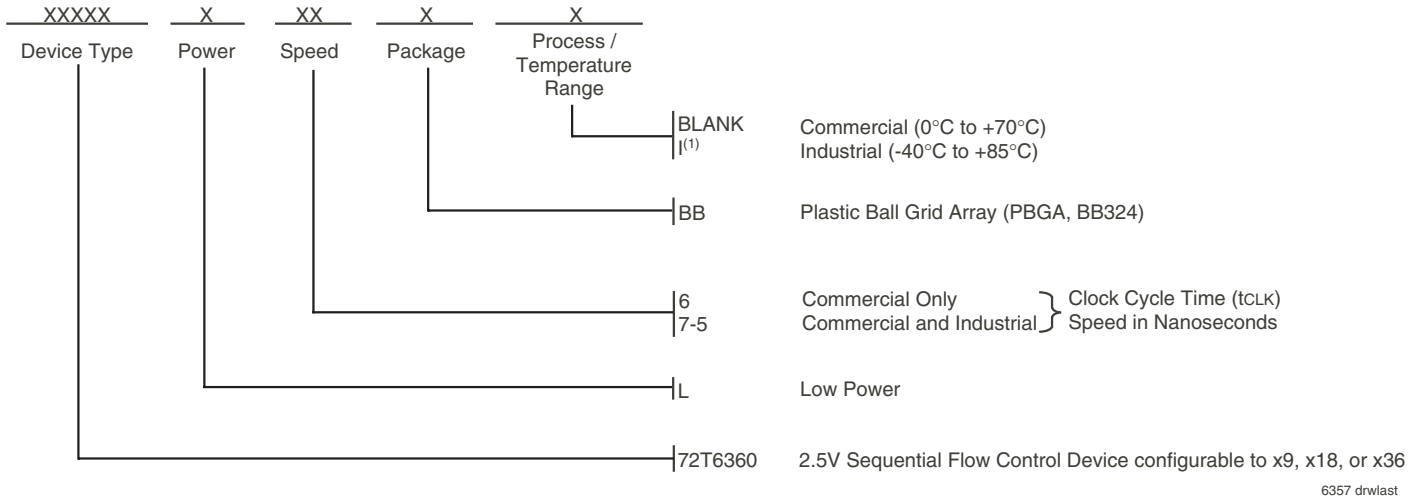 XXXXX X XX X X
Device Type Power Speed Package Process /
Temperature
Range
BLANK Commercial (0°C to +70°C)
I(1) Industrial (-40°C to +85°C)
BB Plastic Ball Grid Array (PBGA, BB324)
6 Commercial Only Clock Cycle Time (tCLK)
7-5 Commercial and Industrial Speed in Nanoseconds
L Low Power
72T6360 2.5V Sequential Flow Control Device configurable to x9, x18, or x36
6357 drwlast